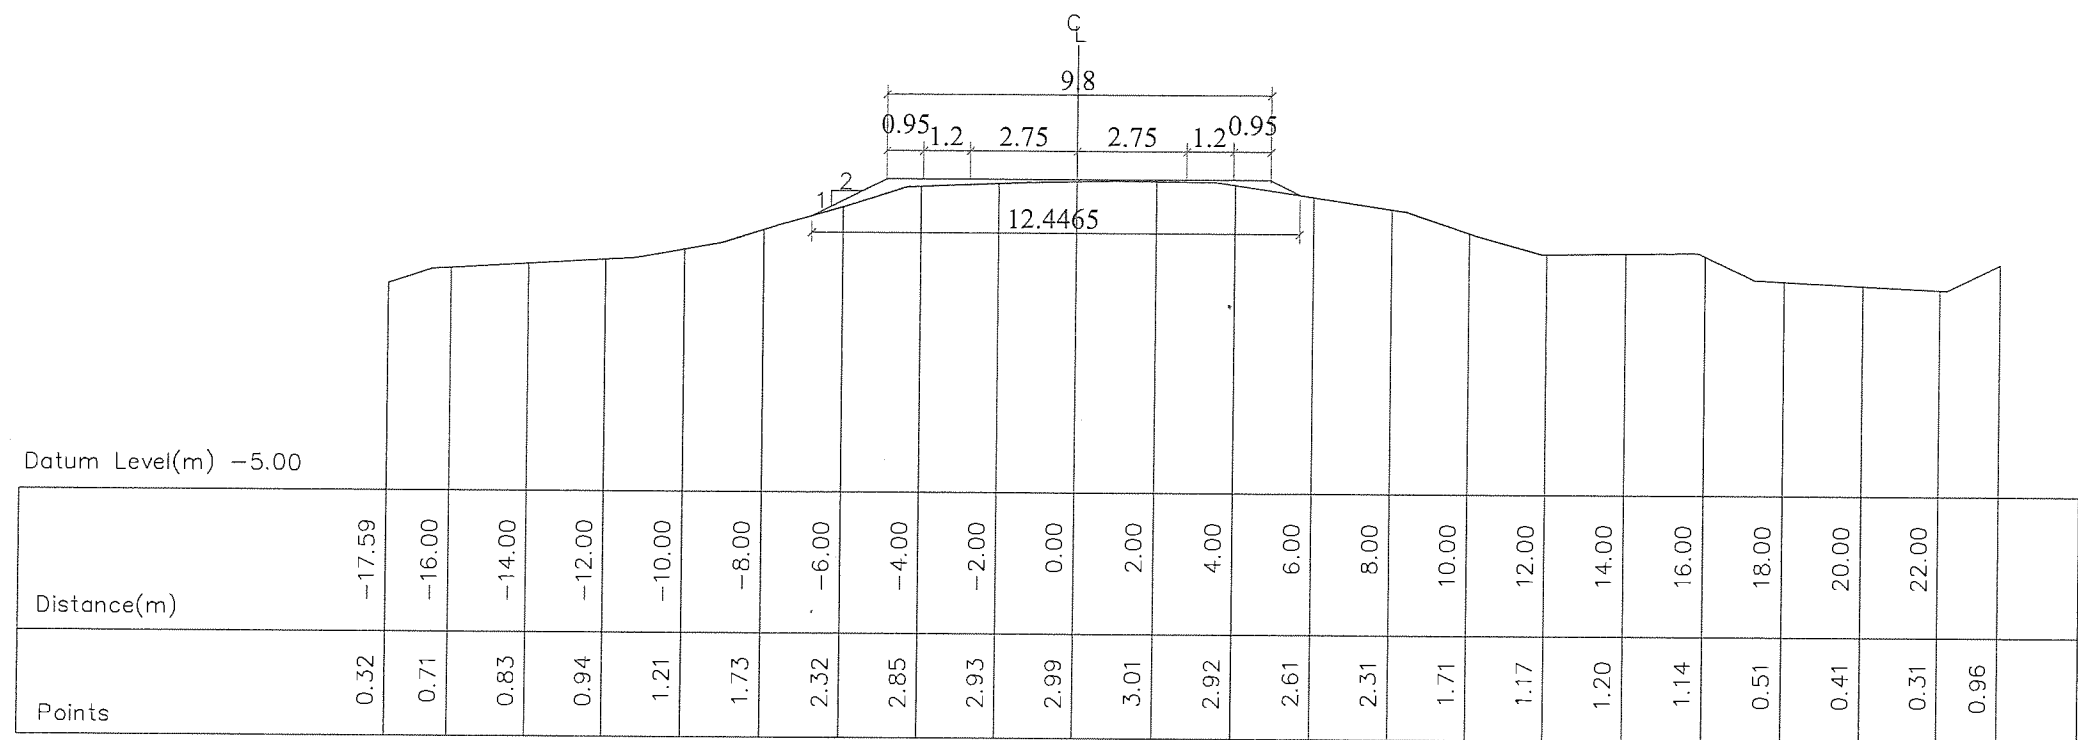 CL
9.8
0.95 1.2 2.75 2.75 1.2 0.95
2
1
12.4465
Datum Level(m) -5.00
Distance(m) -17.59 -16.00 -14.00 -12.00 -10.00 -8.00 -6.00 -4.00 -2.00 0.00 2.00 4.00 6.00 8.00 10.00 12.00 14.00 16.00 18.00 20.00 22.00
Points 0.32 0.71 0.83 0.94 1.21 1.73 2.32 2.85 2.93 2.99 3.01 2.92 2.61 2.31 1.71 1.17 1.20 1.14 0.51 0.41 0.31 0.96